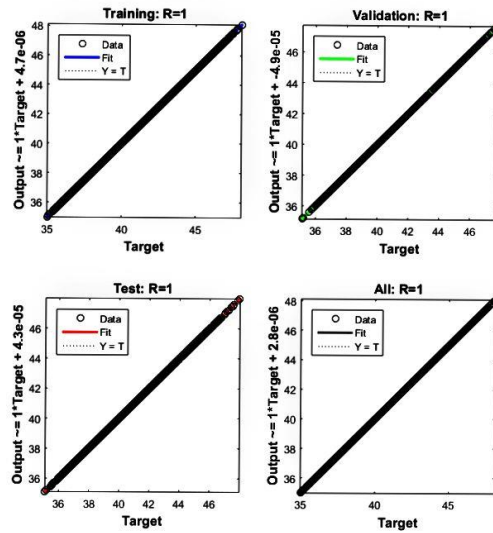 Training: R=1
Output ~= 1*Target + 4.7e-06
48
46
44
42
40
38
36
Data
Fit
Y = T
35
40
45
Target
Validation: R=1
Output ~= 1*Target + -4.9e-05
46
44
42
40
38
36
Data
Fit
Y = T
36
38
40
42
44
46
Target
Test: R=1
Output ~= 1*Target + 4.3e-05
46
44
42
40
38
36
Data
Fit
Y = T
36
38
40
42
44
46
Target
All: R=1
Output ~= 1*Target + 2.8e-06
48
46
44
42
40
38
36
Data
Fit
Y = T
35
40
45
Target